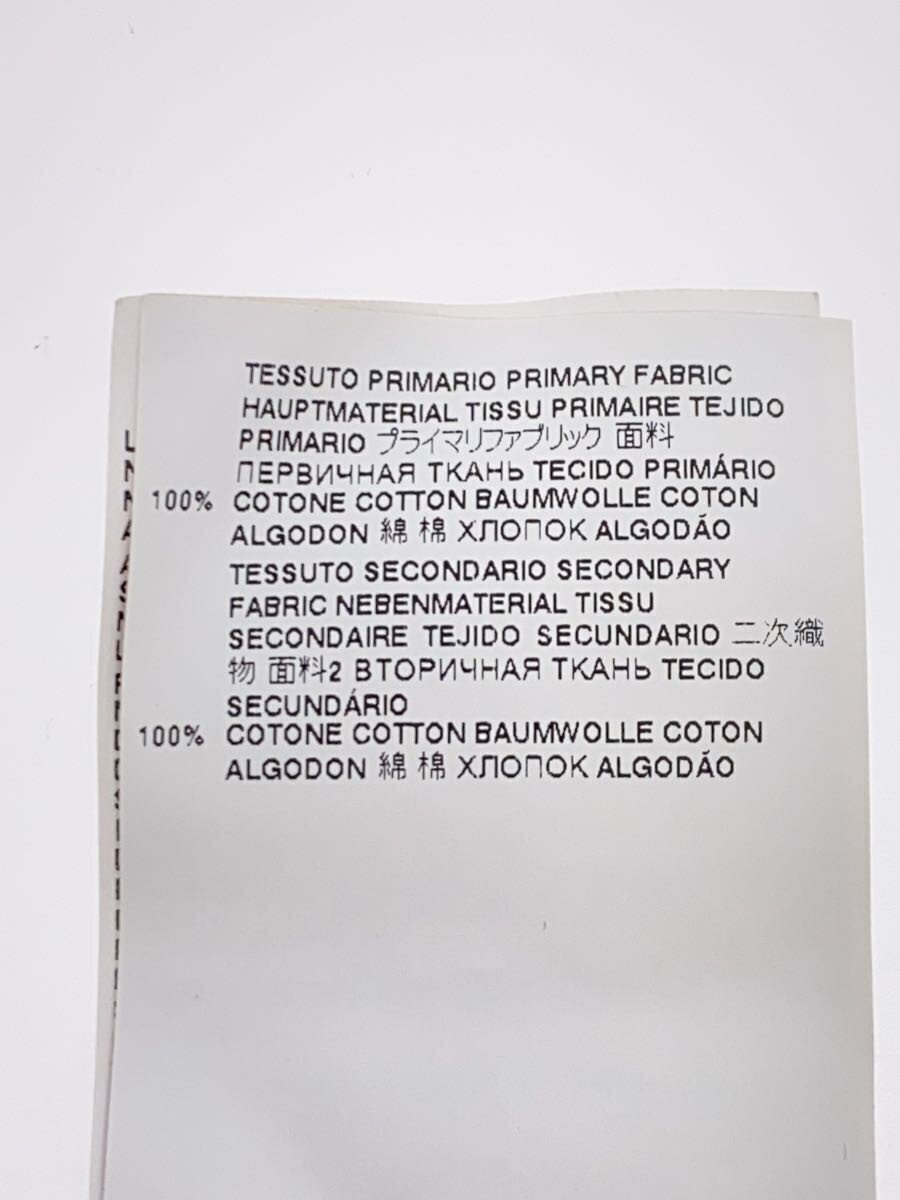 TESSUTO PRIMARIO PRIMARY FABRIC
HAUPTMATERIAL TISSU PRIMAIRE TEJIDO
PRIMARIO プライマリファブリック 面料
ПЕРВИЧНАЯ ТКАНЬ TECIDO PRIMÁRIO
100% COTONE COTTON BAUMWOLLE COTON
ALGODON 綿 棉 ХЛОПОК ALGODÃO
TESSUTO SECONDARIO SECONDARY
FABRIC NEBENMATERIAL TISSU
SECONDAIRE TEJIDO SECUNDARIO 二次織
物 面料2 ВТОРИЧНАЯ ТКАНЬ TECIDO
SECUNDÁRIO
100% COTONE COTTON BAUMWOLLE COTON
ALGODON 綿 棉 ХЛОПОК ALGODÃO